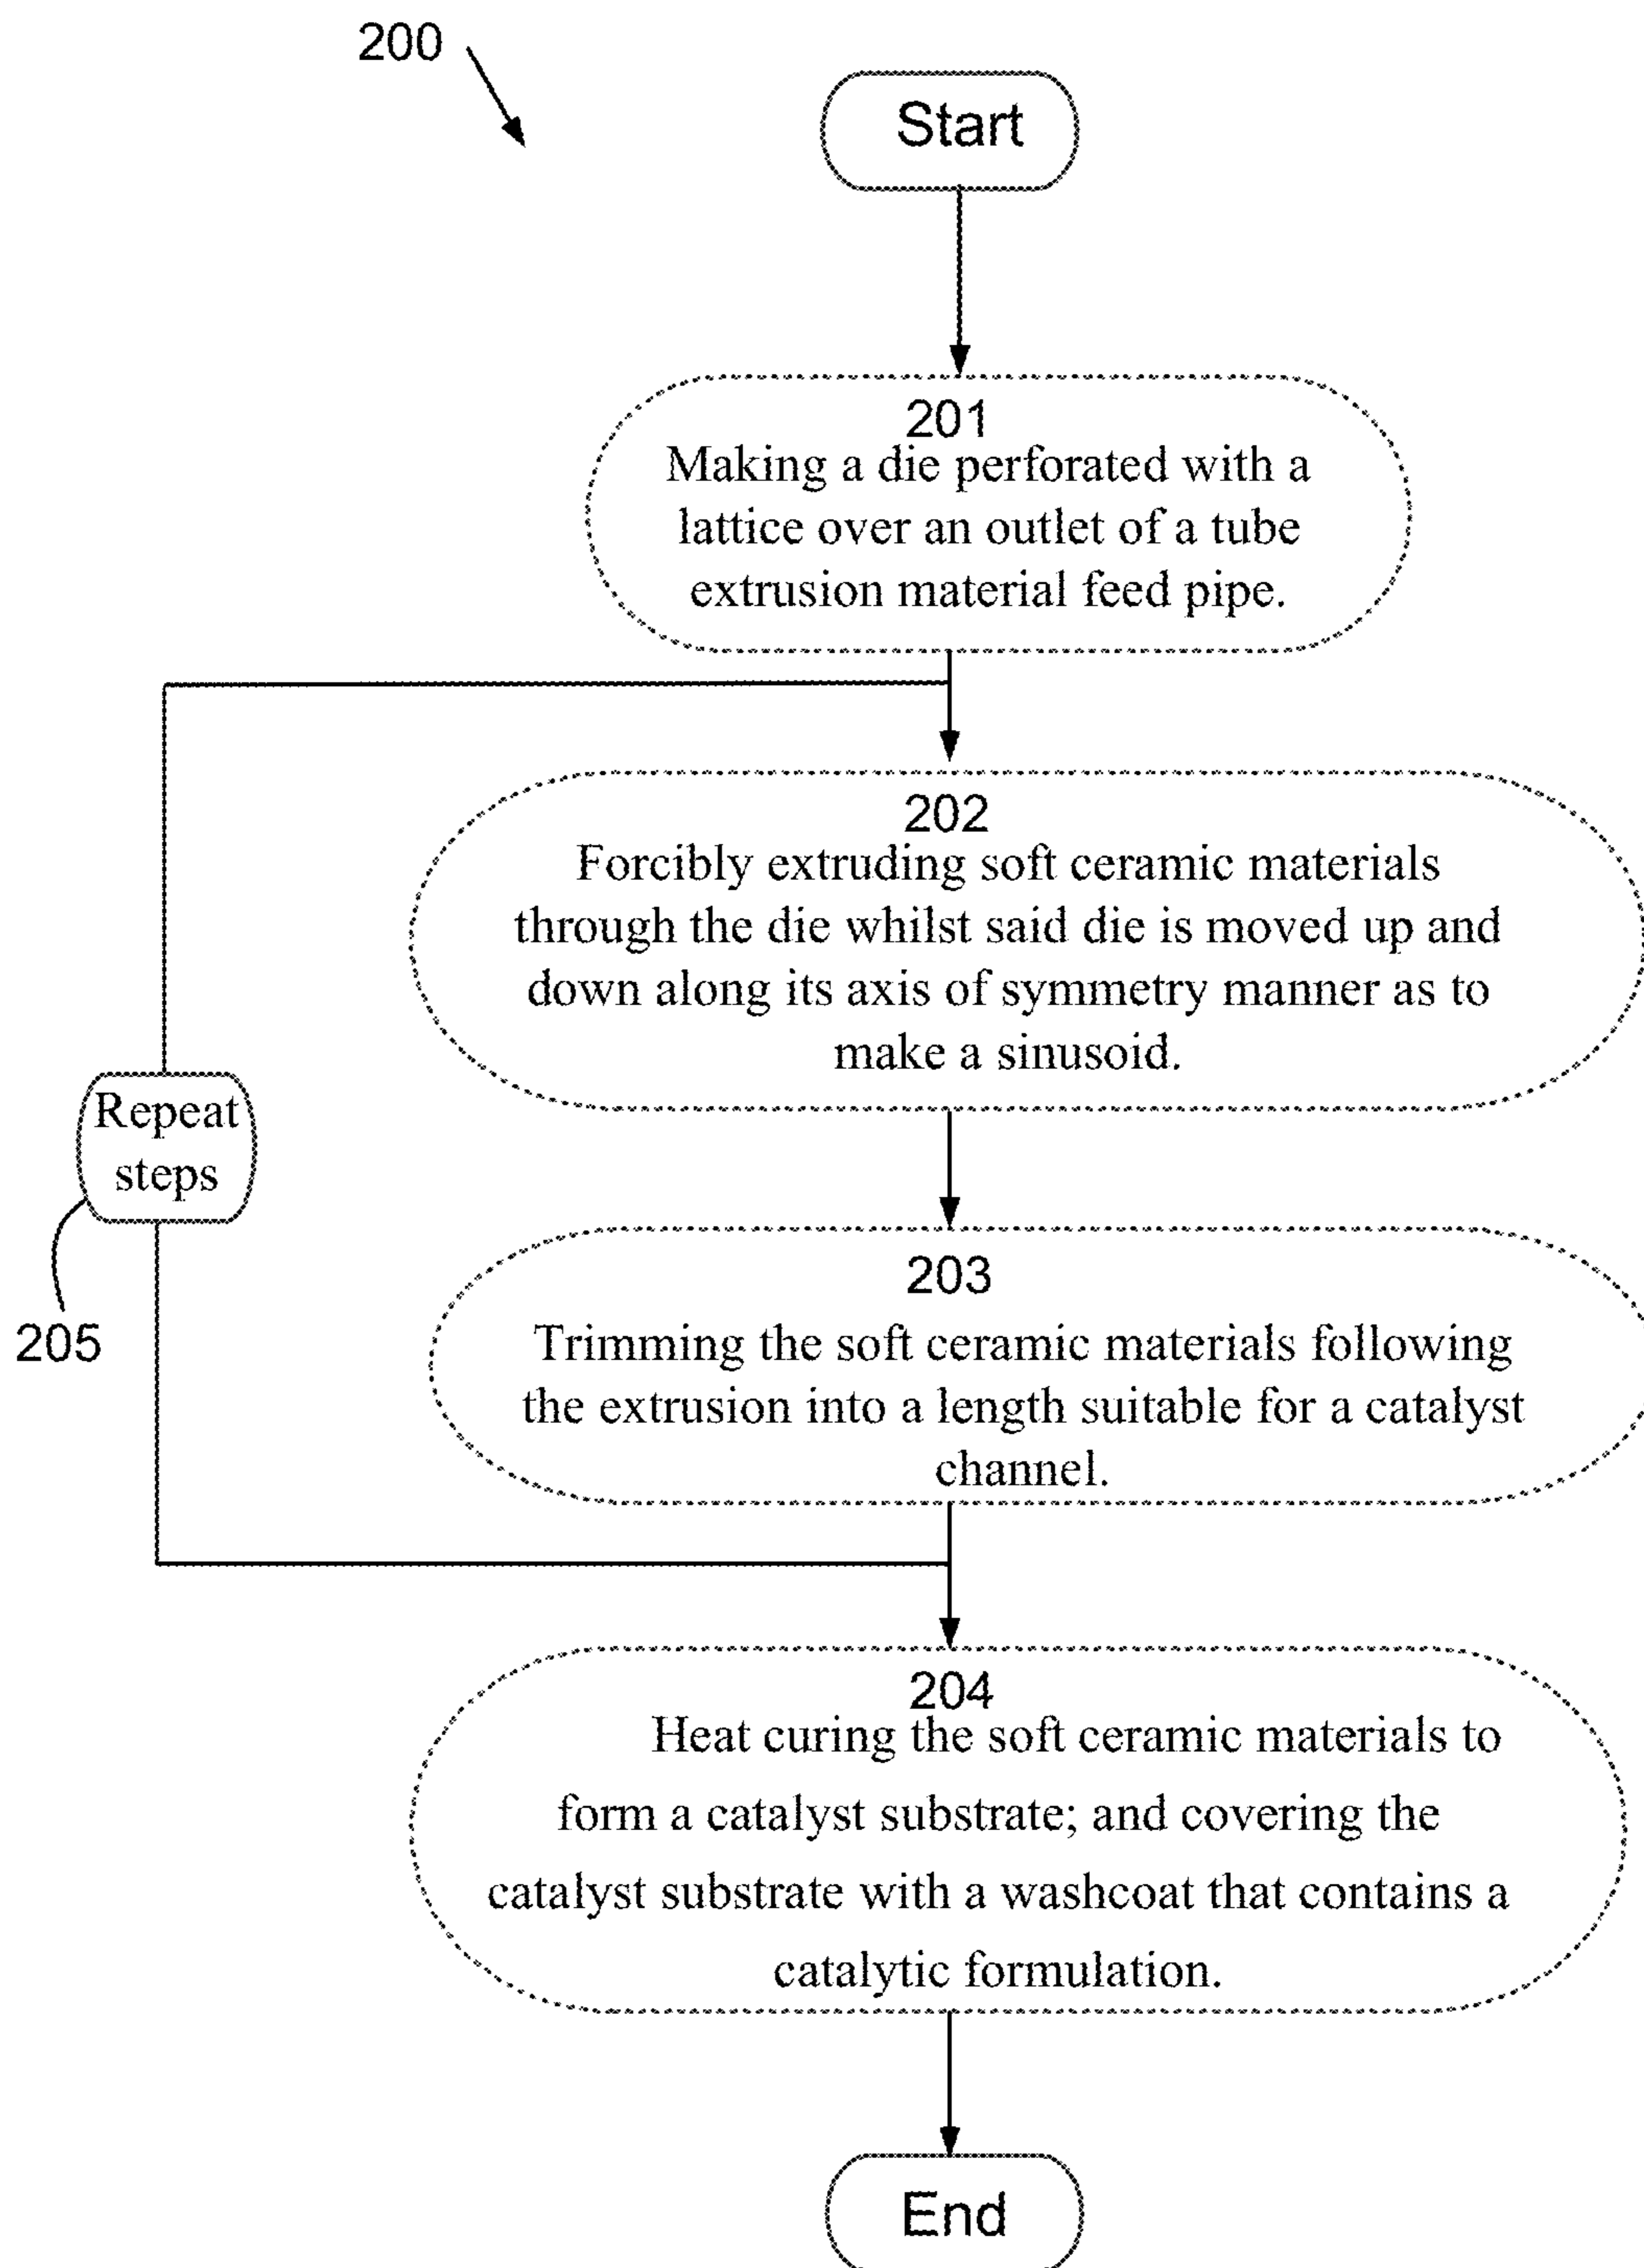 200
Start
201
Making a die perforated with a
lattice over an outlet of a tube
extrusion material feed pipe.
202
Forcibly extruding soft ceramic materials
through the die whilst said die is moved up and
down along its axis of symmetry manner as to
make a sinusoid.
Repeat
steps
205
203
Trimming the soft ceramic materials following
the extrusion into a length suitable for a catalyst
channel.
204
Heat curing the soft ceramic materials to
form a catalyst substrate; and covering the
catalyst substrate with a washcoat that contains a
catalytic formulation.
End